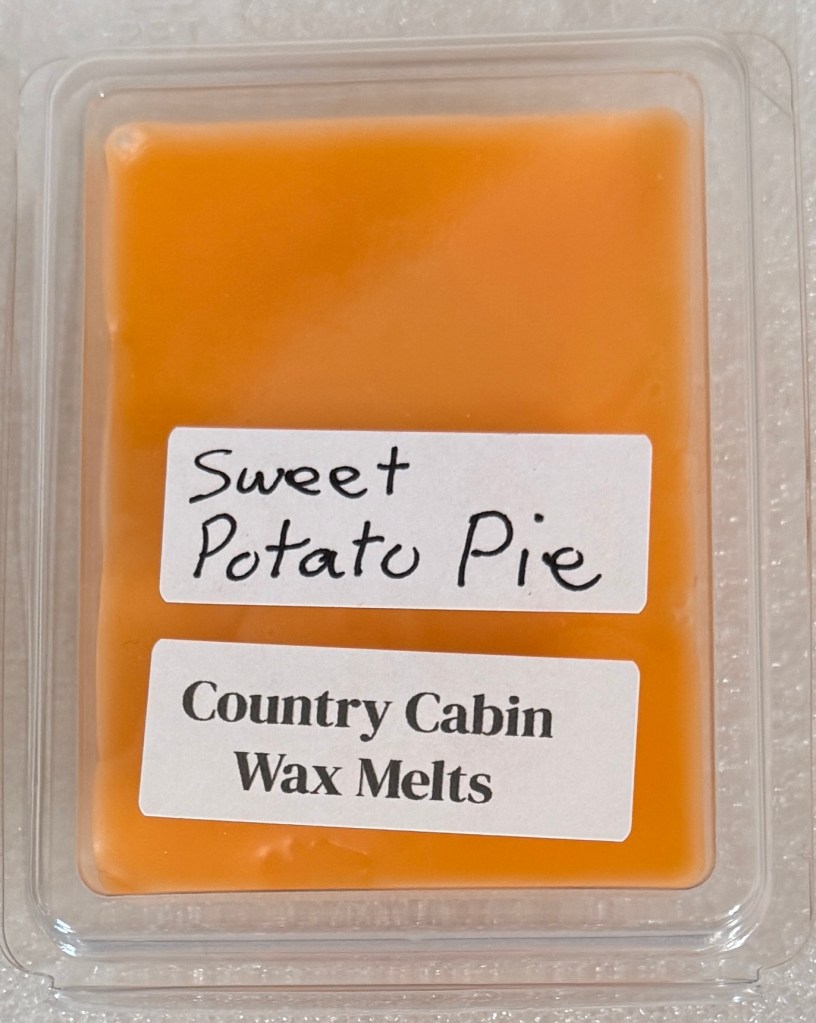 Sweet
Potato Pie
Country Cabin
Wax Melts